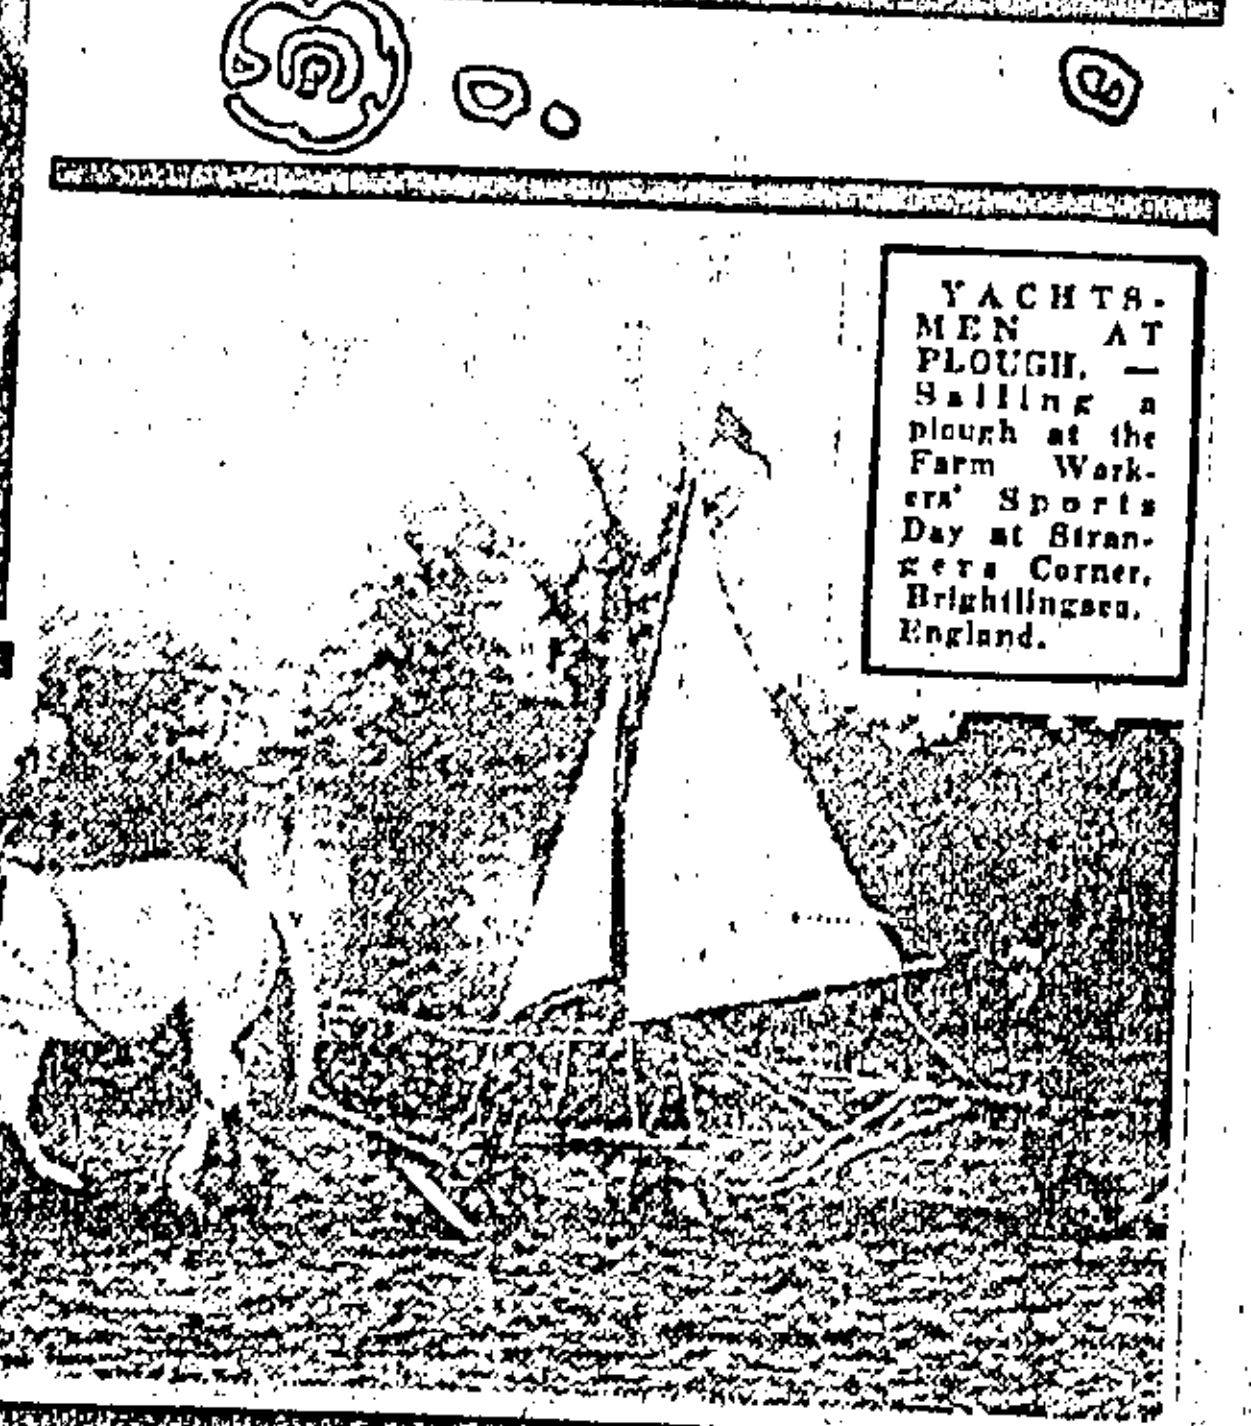 YACHTS-
MEN AT
PLOUGH. —
Sailing a
plough at the
Farm Work-
ers' Sports
Day at Stran-
gers Corner,
Brightlingsea,
England.